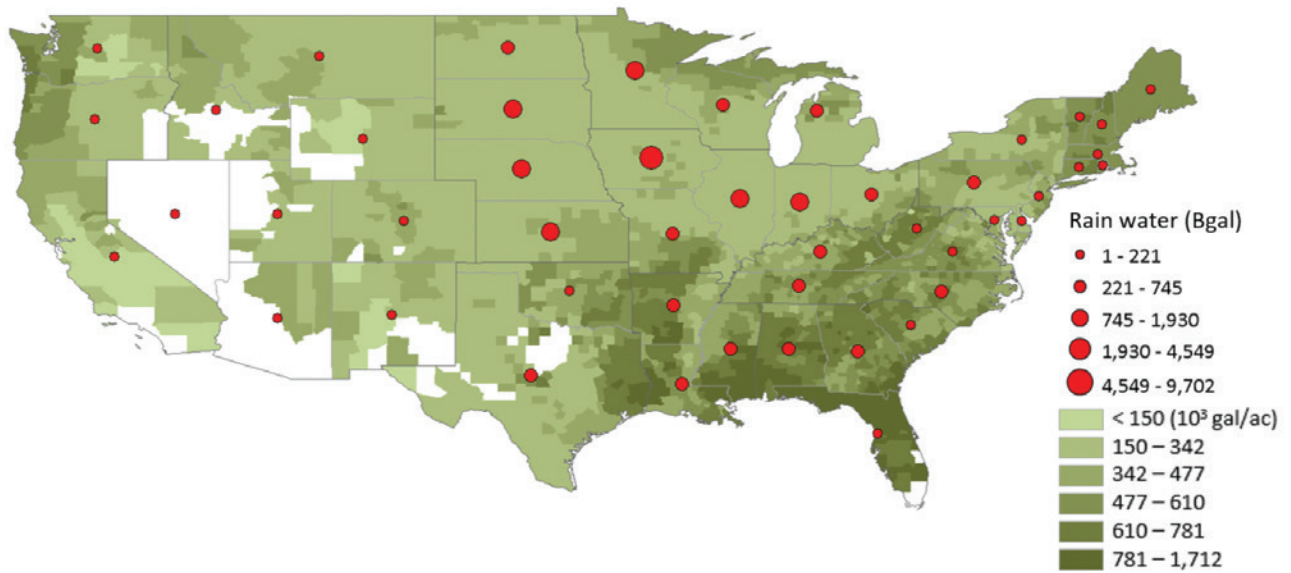 Rain water (Bgal)
1 - 221
221 - 745
745 - 1,930
1,930 - 4,549
4,549 - 9,702
< 150 (10³ gal/ac)
150 – 342
342 – 477
477 – 610
610 – 781
781 – 1,712